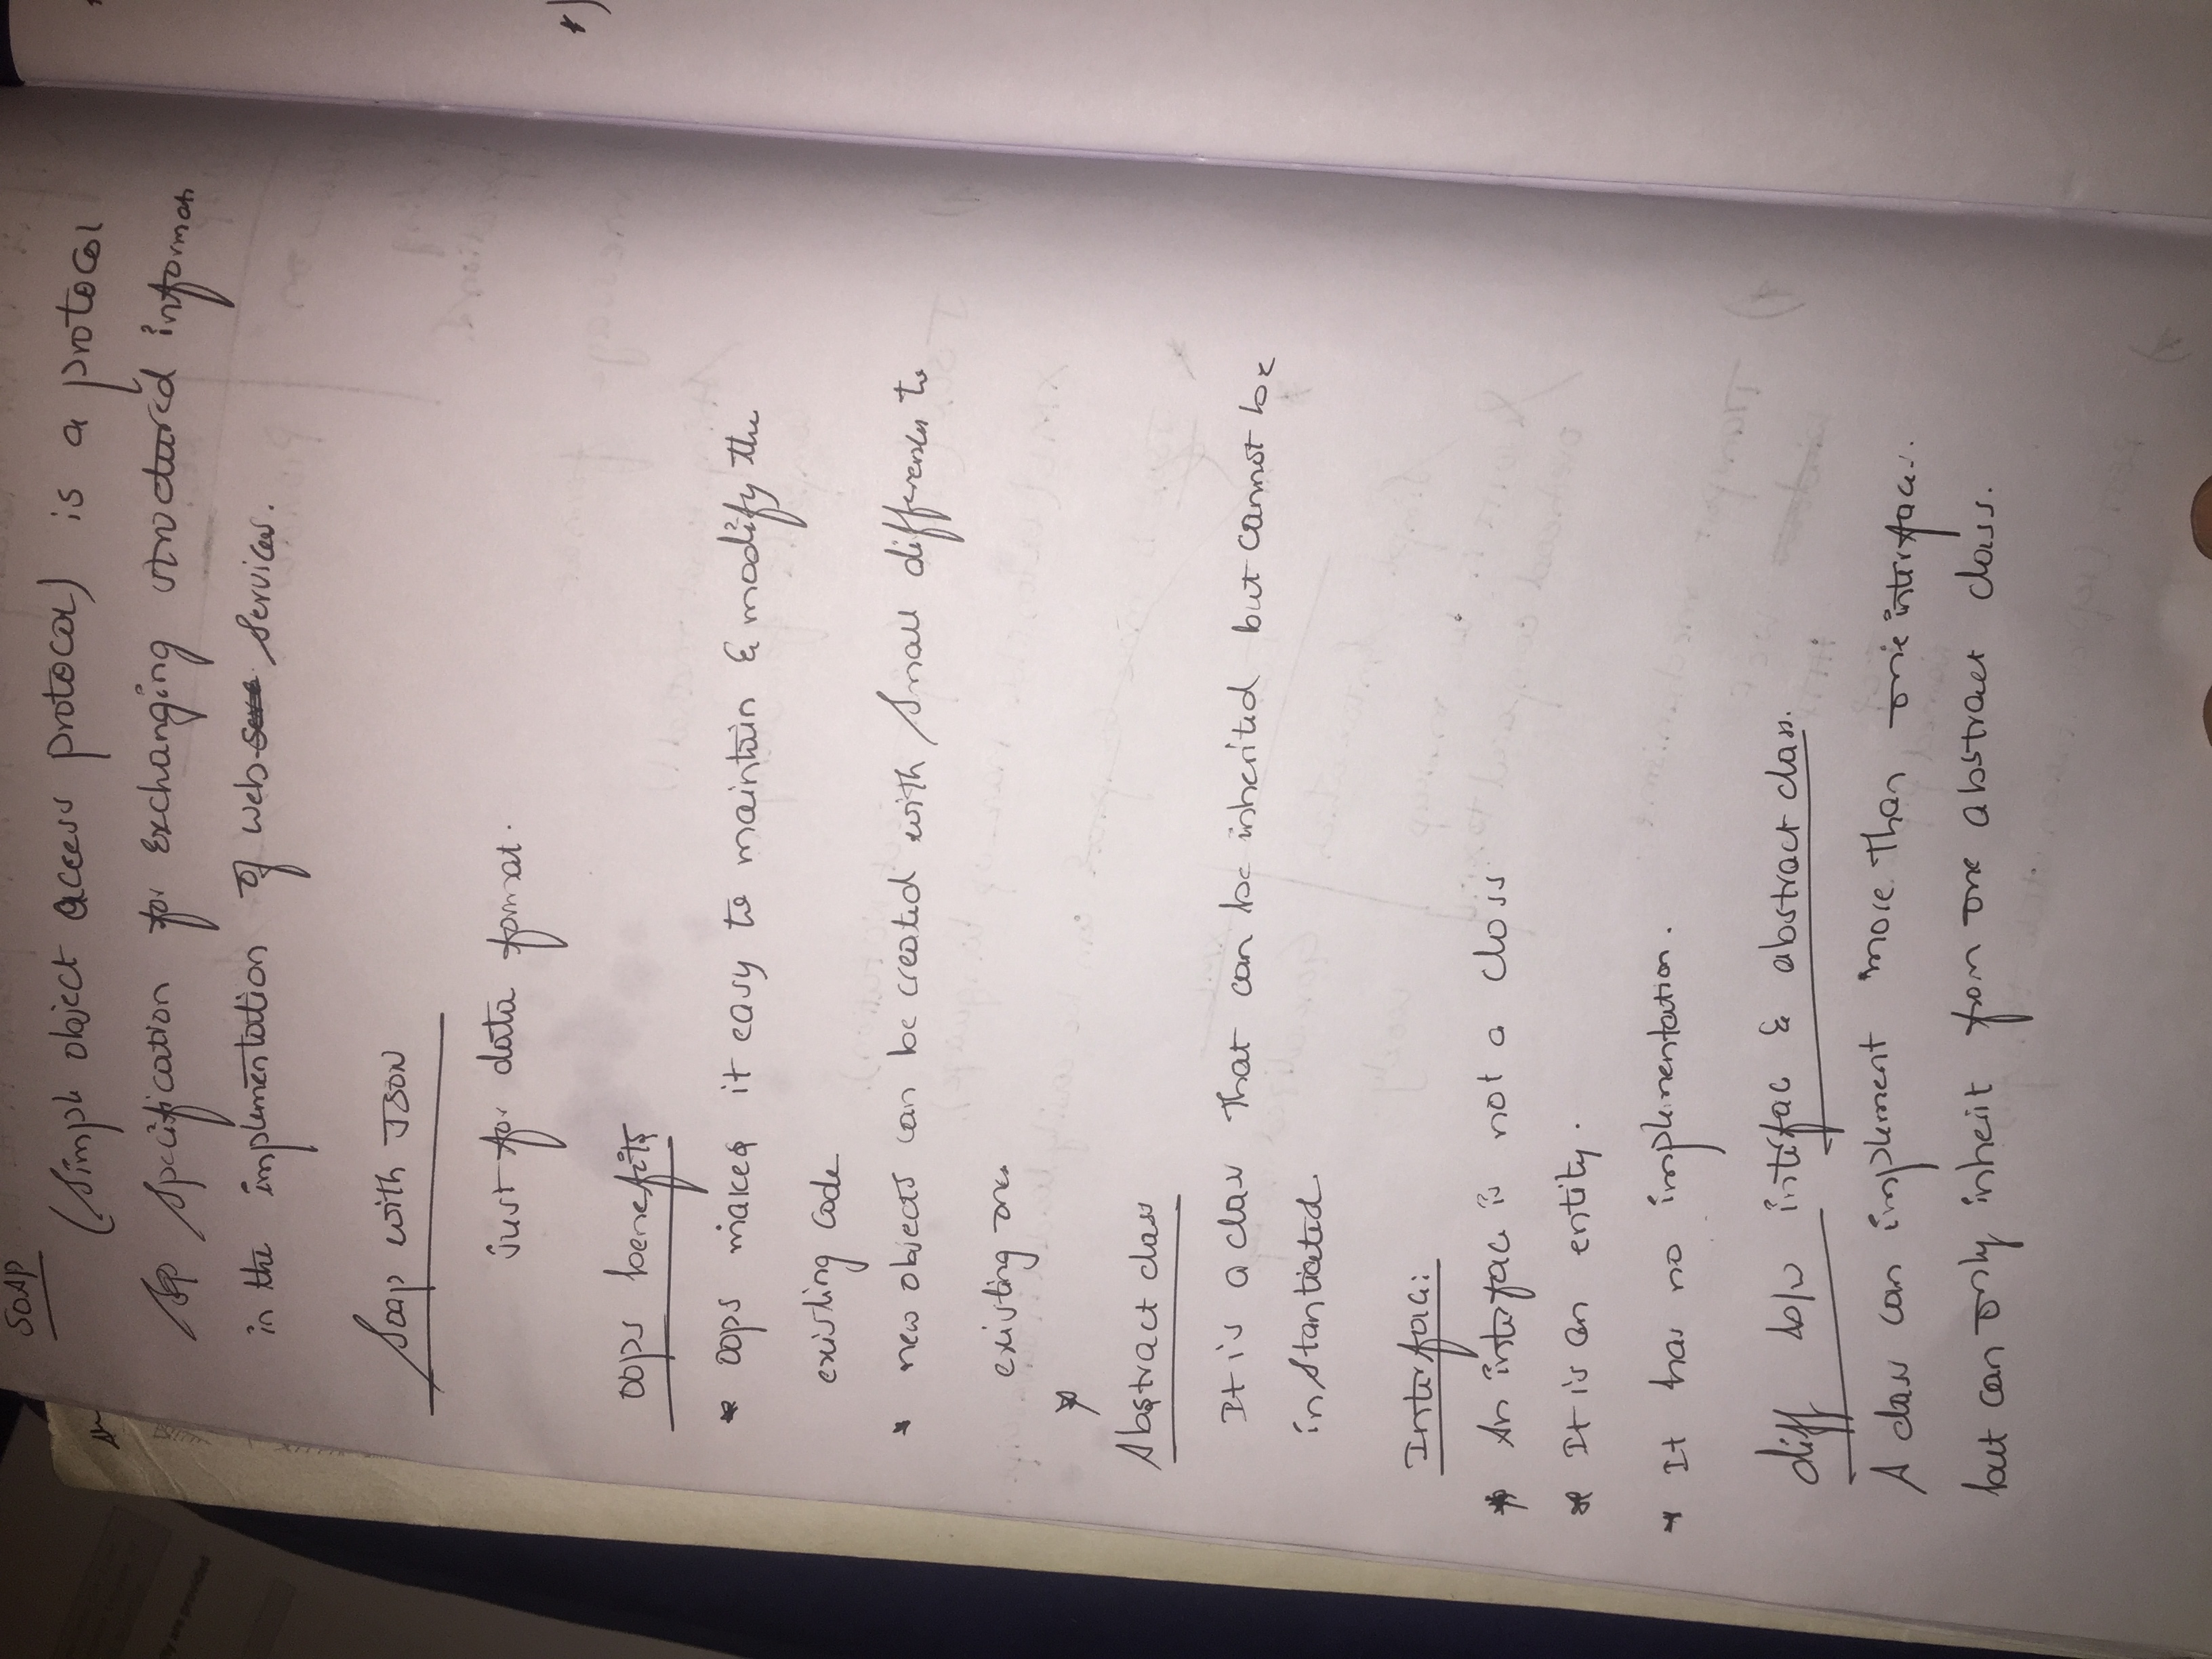 SOAP
(Simple object access protocol) is a protocol
Specification for Exchanging structured informati
in the implementation of web Services.
Soap with JSON
just for data format.
OOPS benefits
* OOPS makes it easy to maintain & modify the
existing code
* new objects can be created with small differences to
existing ones
*
Abstract class
It is a class that can be inherited but cannot be
instantiated.
Interface:
* An interface is not a class
* It is an entity.
* It has no implementation.
diff b/w interface & abstract class.
A class can implement more than one interfaces.
but can only inherit from one abstract class.